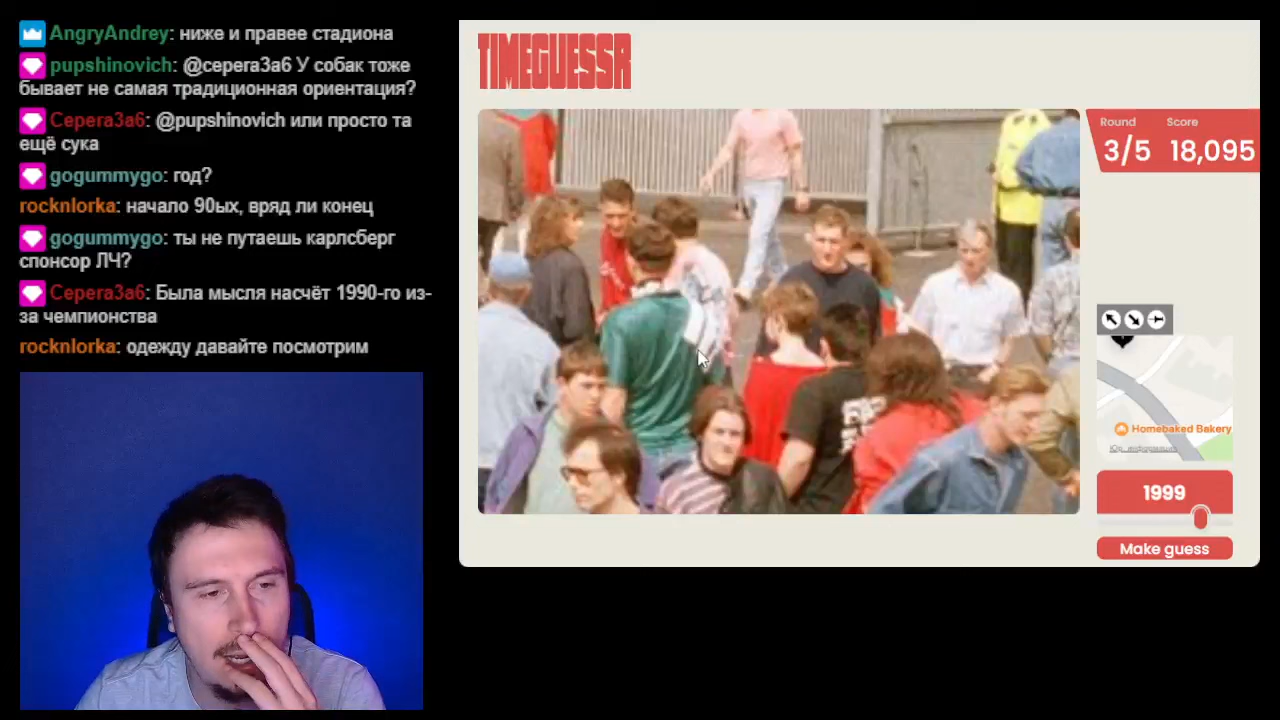 AngryAndrey: ниже и правее стадиона
pupshinovich: @cepera3a6 У собак тоже
бывает не самая традиционная ориентация?
Cepera3a6: @pupshinovich или просто та
ещё сука
gogummygo: год?
rocknlorka: начало 90ых, вряд ли конец
gogummygo: ты не путаешь карлсберг
спонсор ЛЧ?
Cepera3a6: Была мысля насчёт 1990-го из-
за чемпионства
rocknlorka: одежду давайте посмотрим
TIMEGUESSR
Round Score
3/5 18,095
Homebaked Bakery
1999
Make guess